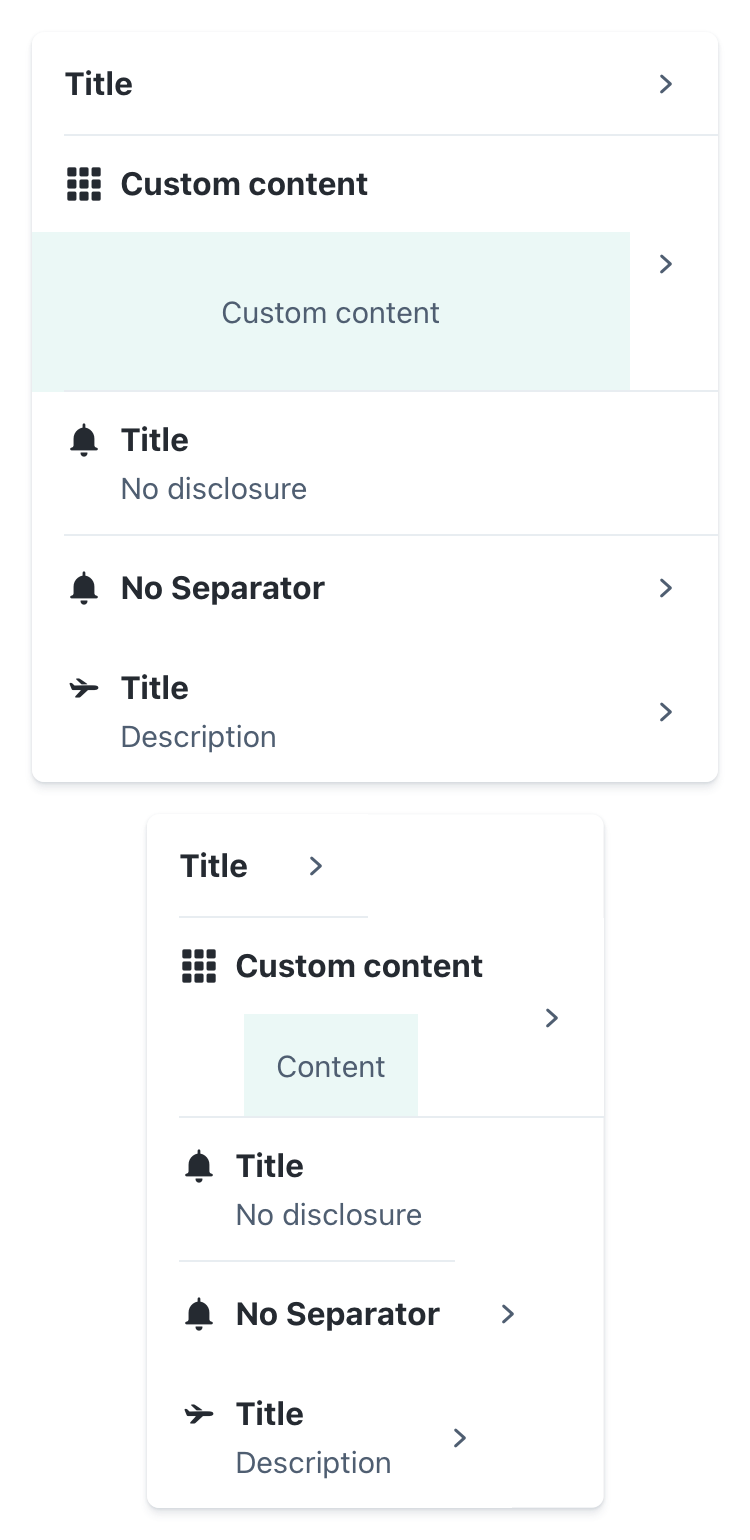 Title
Custom content
Custom content
Title
No disclosure
No Separator
Title
Description
Title
Custom content
Content
Title
No disclosure
No Separator
Title
Description